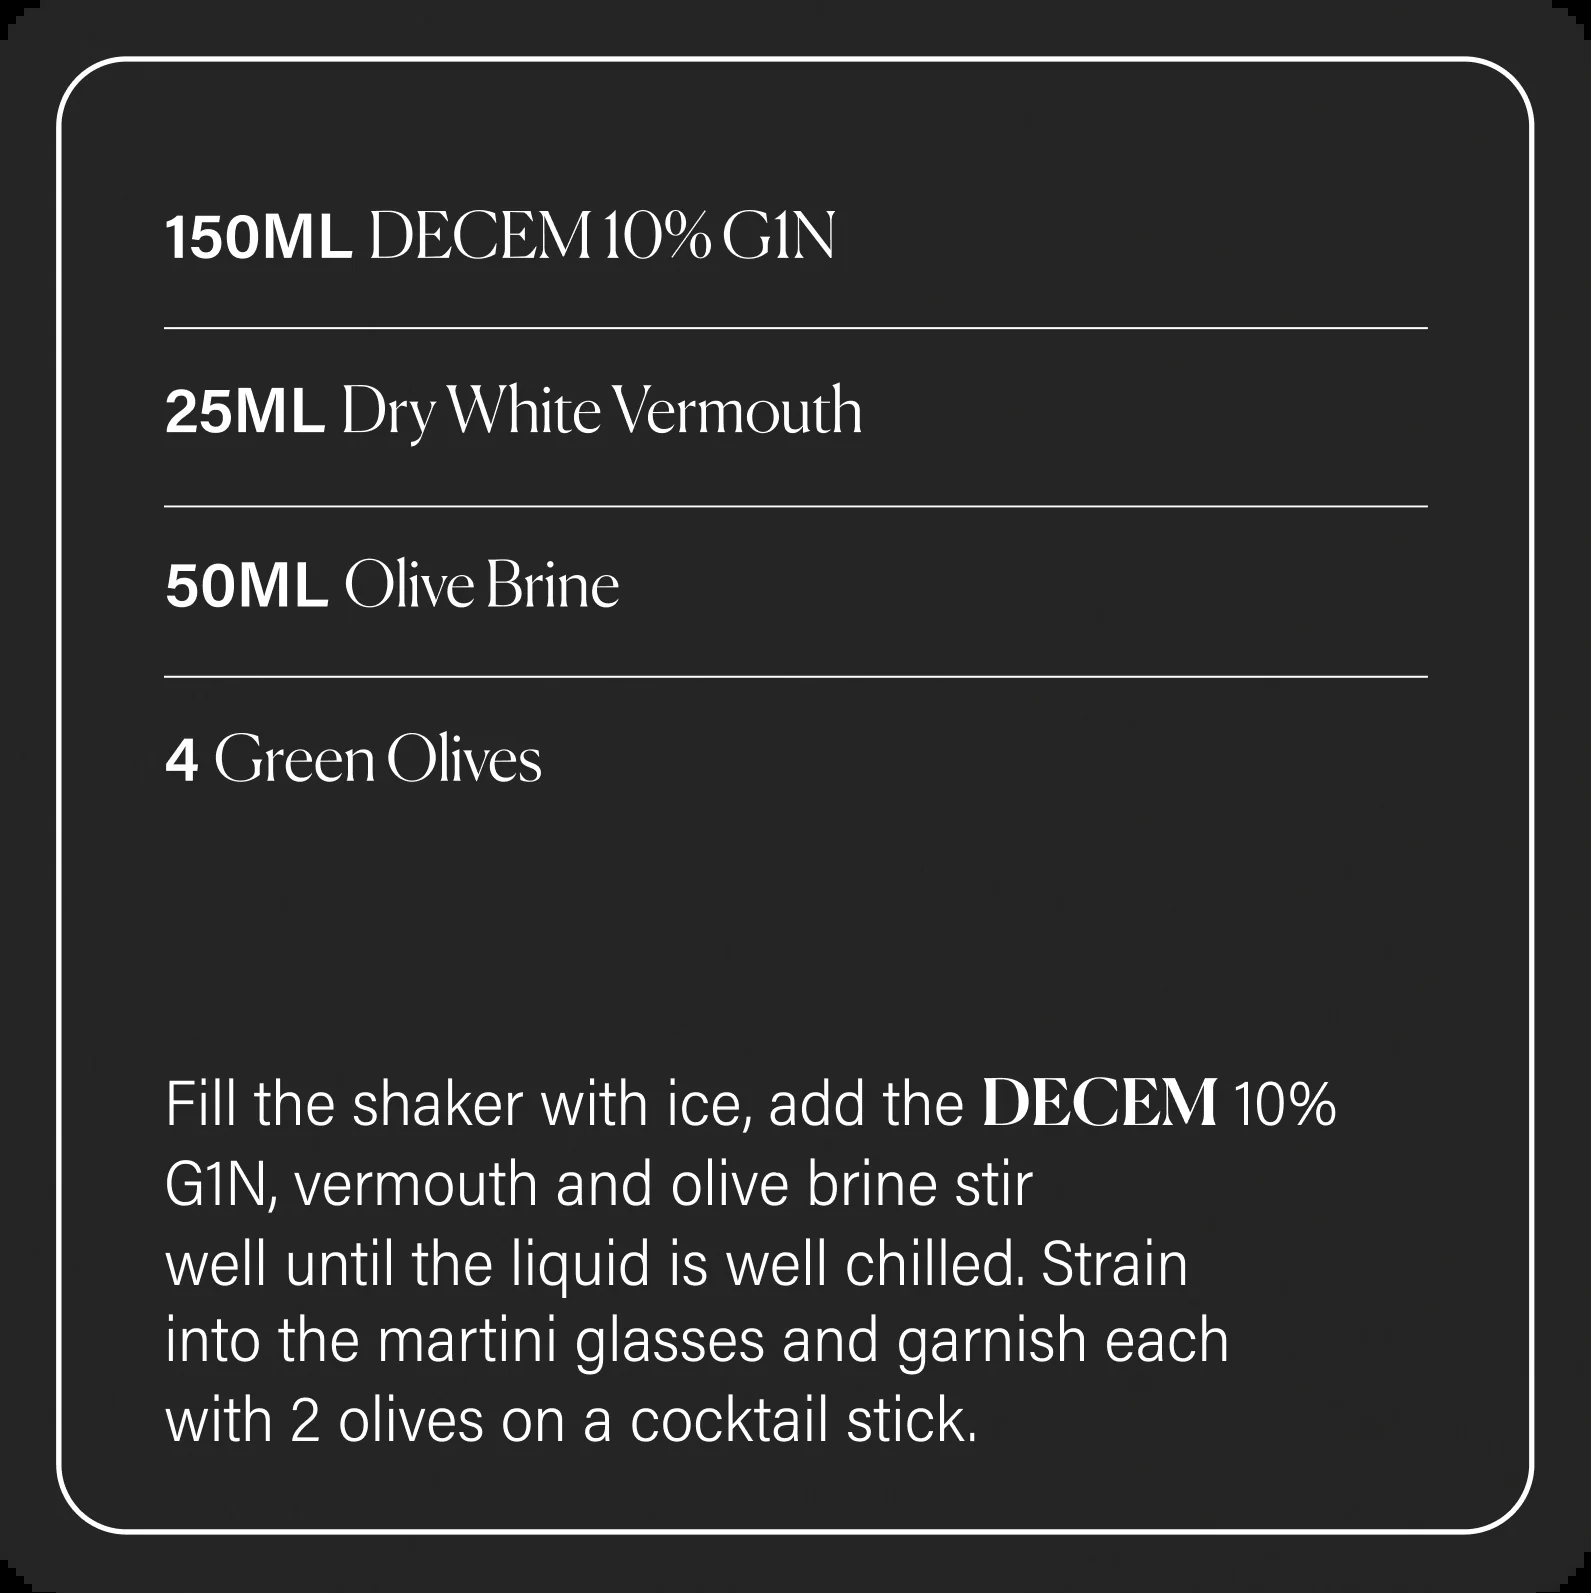 150ML DECEM 10% G1N
25ML Dry White Vermouth
50ML Olive Brine
4 Green Olives
Fill the shaker with ice, add the DECEM 10%
G1N, vermouth and olive brine stir
well until the liquid is well chilled. Strain
into the martini glasses and garnish each
with 2 olives on a cocktail stick.